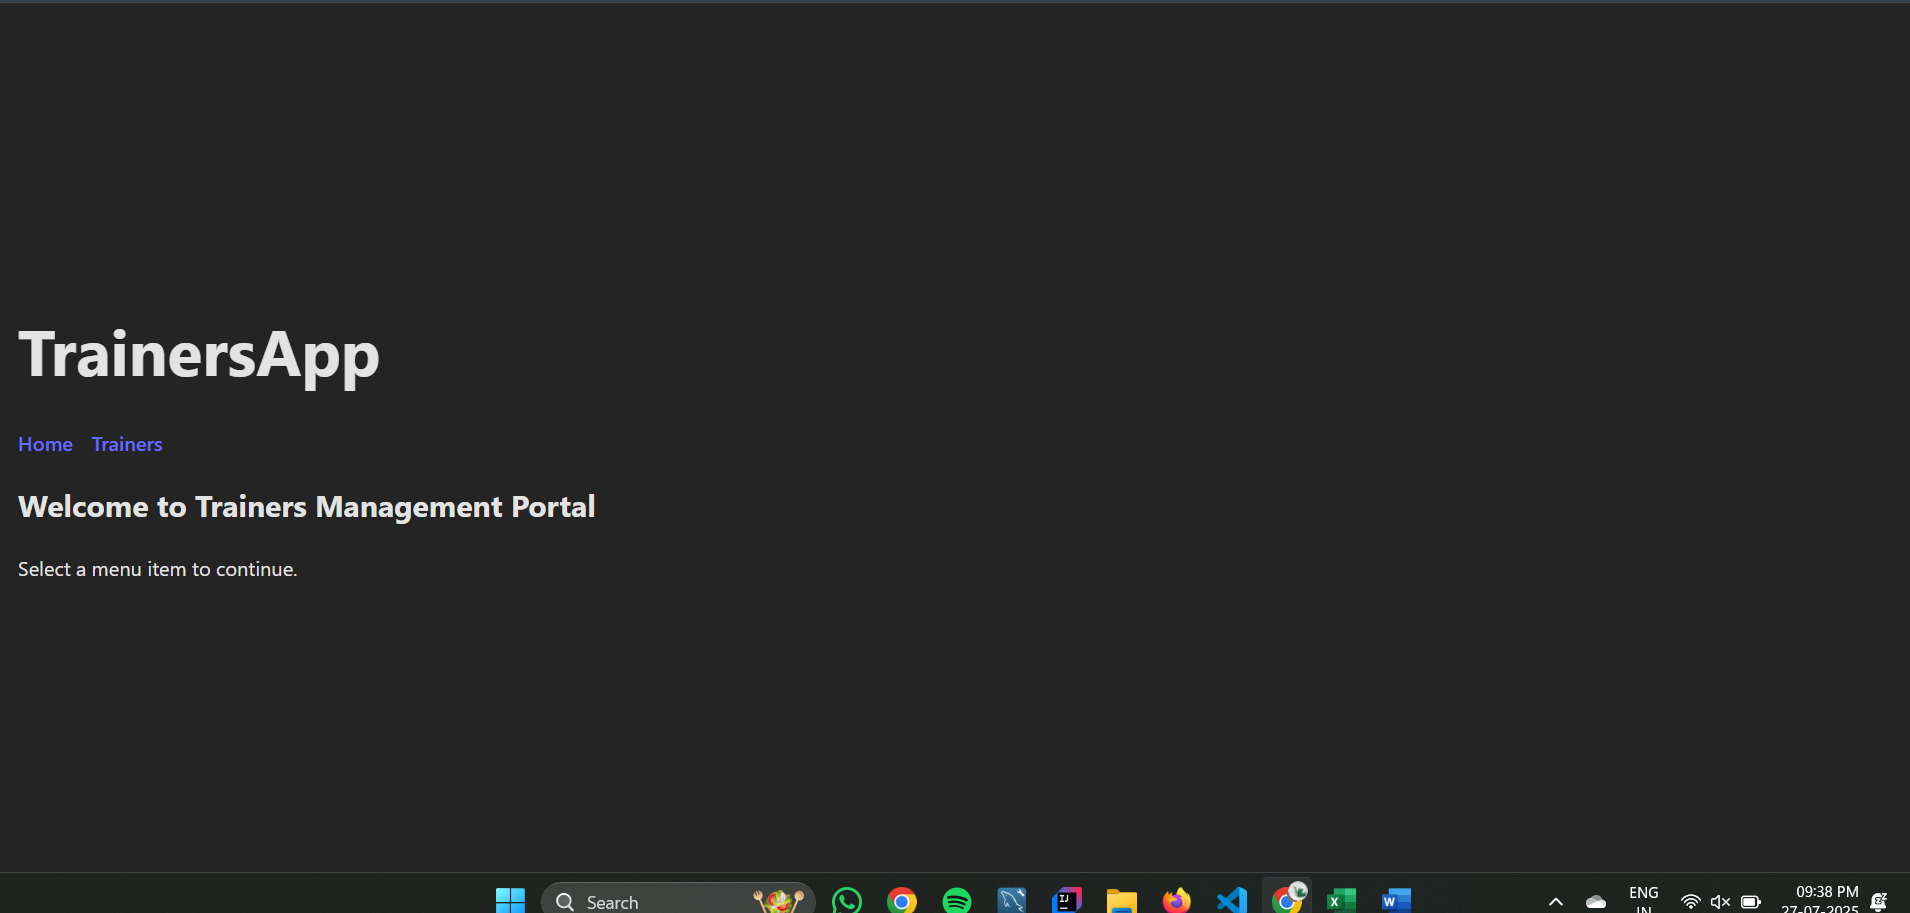 TrainersApp
Home Trainers
Welcome to Trainers Management Portal
Select a menu item to continue.
Search
ENG
IN
09:38 PM
27-07-2025